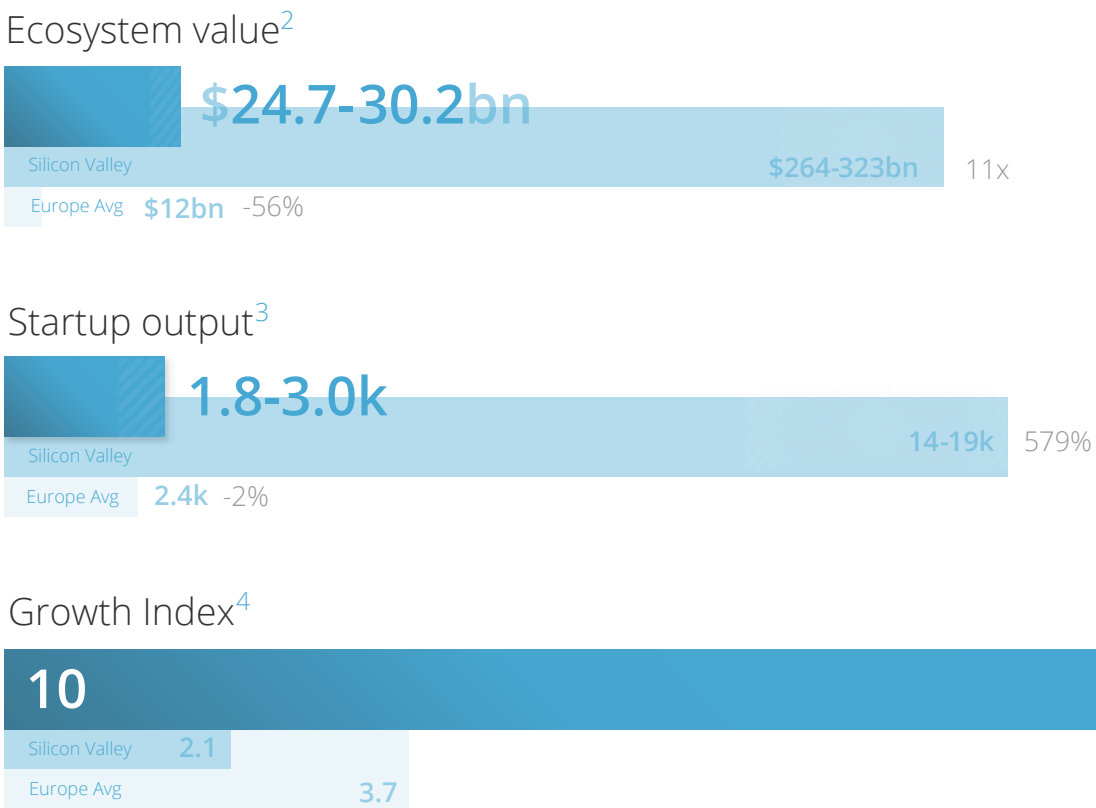 Ecosystem value2
$24.7-30.2bn
Silicon Valley $264-323bn 11x
Europe Avg $12bn -56%
Startup output3
1.8-3.0k
Silicon Valley 14-19k 579%
Europe Avg 2.4k -2%
Growth Index4
10
Silicon Valley 2.1
Europe Avg 3.7